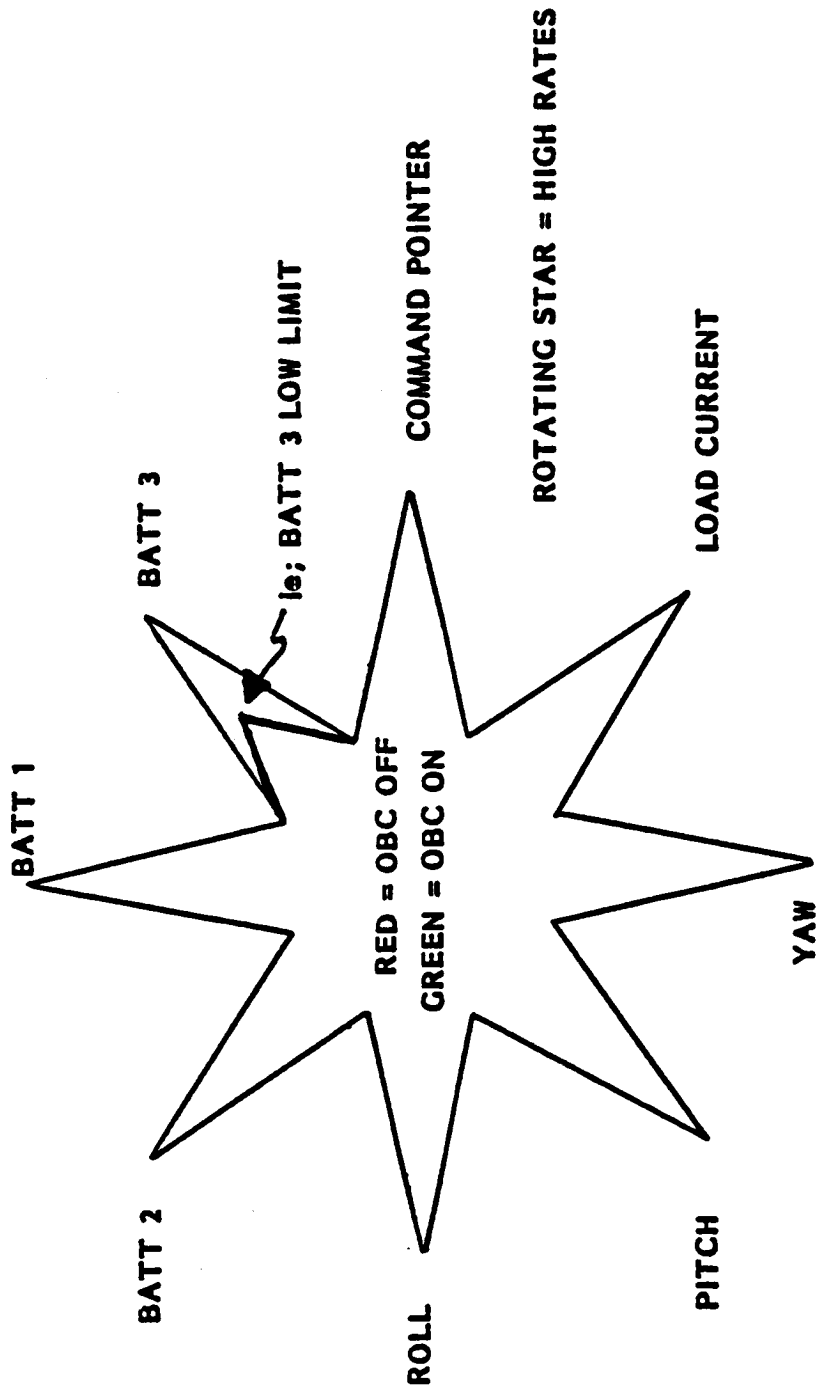 BATT 1
BATT 2
BATT 3
Ie; BATT 3 LOW LIMIT
ROLL
RED = OBC OFF
GREEN = OBC ON
COMMAND POINTER
ROTATING STAR = HIGH RATES
PITCH
LOAD CURRENT
YAW